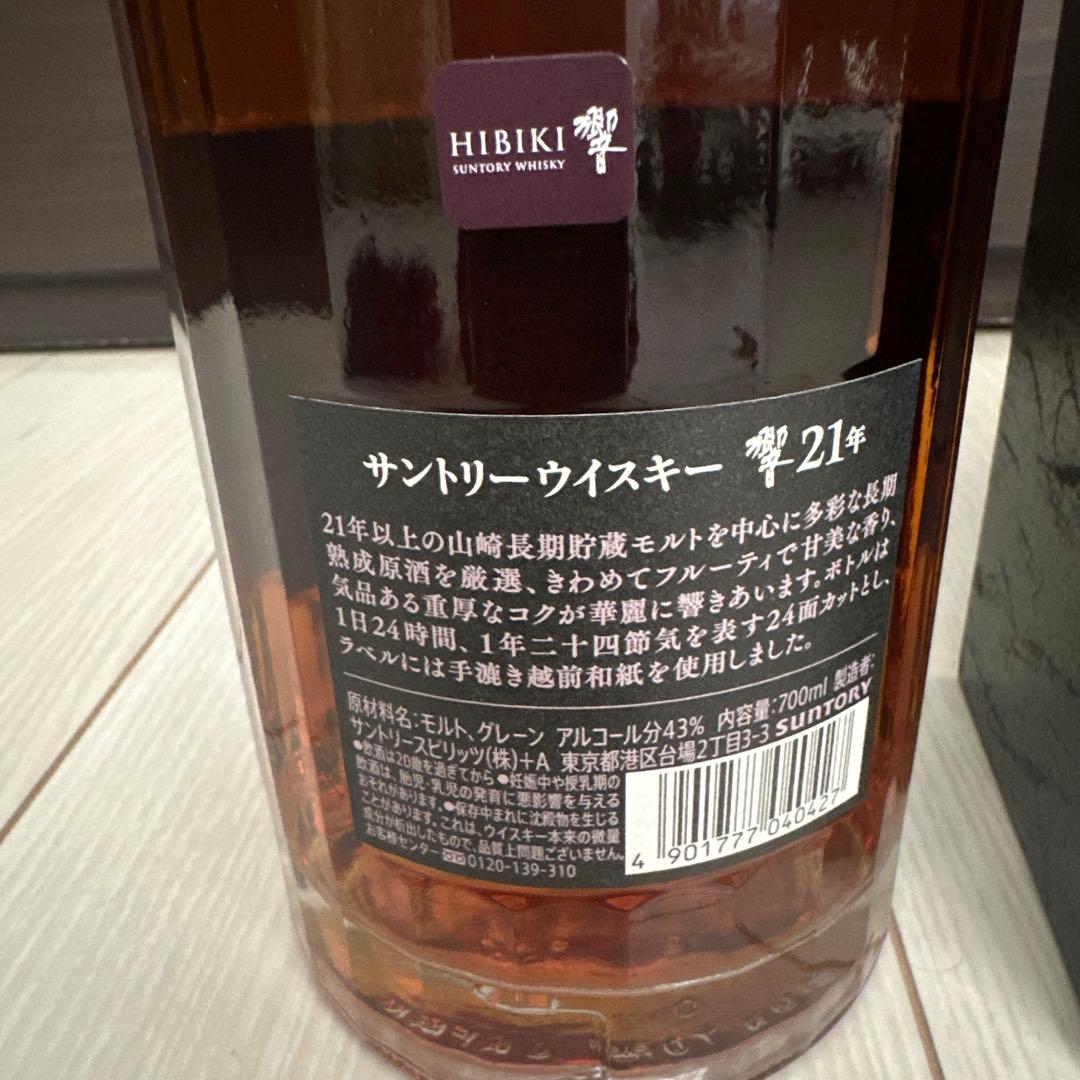 HIBIKI 響
SUNTORY WHISKY
サントリーウイスキー 響 21年
21年以上の山崎長期貯蔵モルトを中心に多彩な長期
熟成原酒を厳選、きわめてフルーティで甘美な香り、
気品ある重厚なコクが華麗に響きあいます。ボトルは
1日24時間、1年二十四節気を表す24面カットとし、
ラベルには手漉き越前和紙を使用しました。
原材料名:モルト、グレーン アルコール分43% 内容量:700ml 製造者:
サントリースピリッツ(株)+A 東京都港区台場2丁目3-3 SUNTORY
●飲酒は20歳を過ぎてから ●妊娠中や授乳期の
飲酒は、胎児・乳児の発育に悪影響を与える
おそれがあります。●保存中まれに沈殿物を生じる
ことがあります。これは、ウイスキー本来の微量
成分が析出したもので、品質上問題ございません。
お客様センター 0120-139-310
4 901777 040427